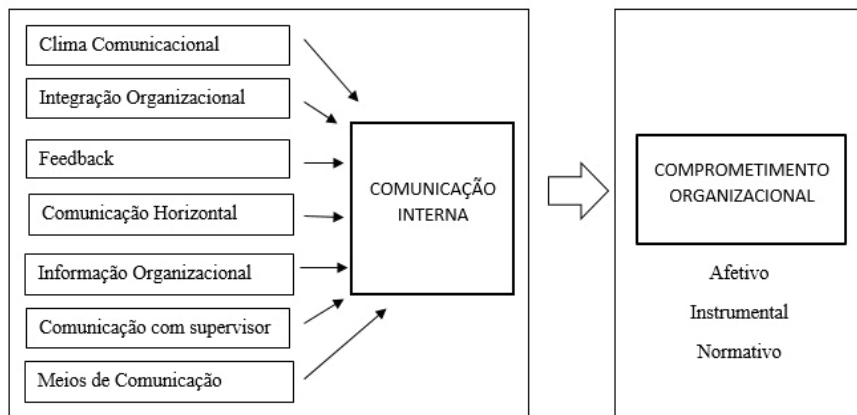 Clima Comunicacional
Integração Organizacional
Feedback
Comunicação Horizontal
Informação Organizacional
Comunicação com supervisor
Meios de Comunicação
COMUNICAÇÃO
INTERNA
COMPROMETIMENTO
ORGANIZACIONAL
Afetivo
Instrumental
Normativo